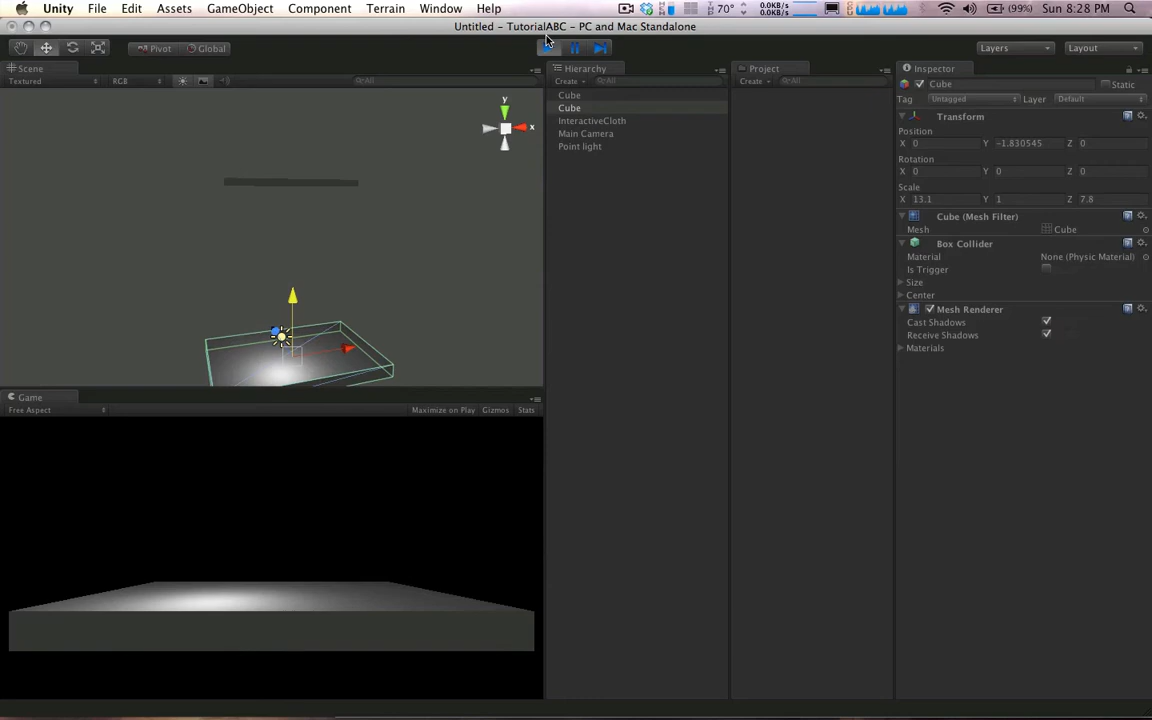 Unity File Edit Assets GameObject Component Terrain Window Help 70° 0.0KB/s 0.0KB/s (99%) Sun 8:28 PM
Untitled – TutorialABC – PC and Mac Standalone
Pivot Global Layers Layout
Scene Hierarchy Project Inspector
Textured RGB All Create All Create All
Cube Static
Tag Untagged Layer Default
Cube
Cube
InteractiveCloth
Main Camera
Point light
y
x
Transform
Position
X 0 Y -1.830545 Z 0
Rotation
X 0 Y 0 Z 0
Scale
X 13.1 Y 1 Z 7.8
Cube (Mesh Filter)
Mesh Cube
Box Collider
Material None (Physic Material)
Is Trigger
Size
Center
Mesh Renderer
Cast Shadows
Receive Shadows
Materials
Game
Free Aspect Maximize on Play Gizmos Stats